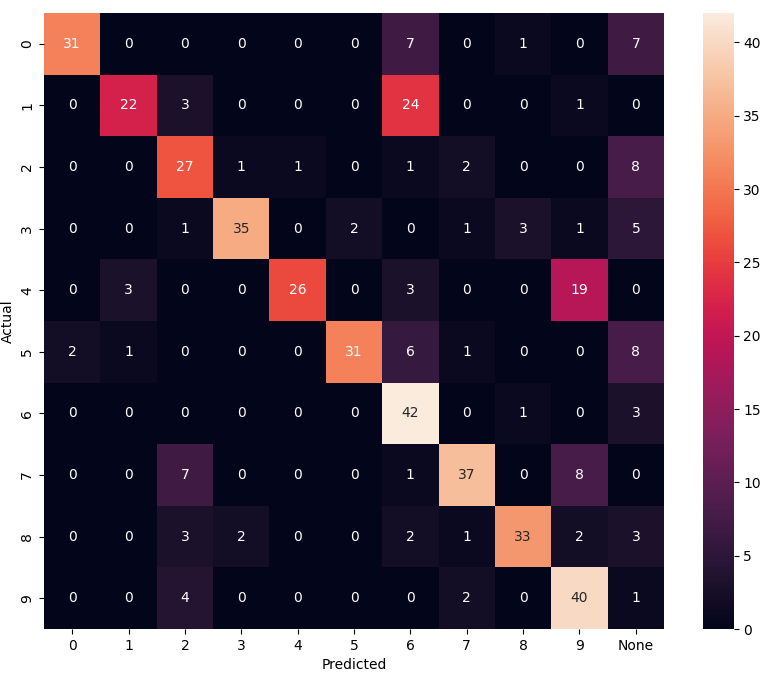 0 31 0 0 0 0 0 7 0 1 0 7
1 0 22 3 0 0 0 24 0 0 1 0
2 0 0 27 1 1 0 1 2 0 0 8
3 0 0 1 35 0 2 0 1 3 1 5
4 0 3 0 0 26 0 3 0 0 19 0
5 2 1 0 0 0 31 6 1 0 0 8
6 0 0 0 0 0 0 42 0 1 0 3
7 0 0 7 0 0 0 1 37 0 8 0
8 0 0 3 2 0 0 2 1 33 2 3
9 0 0 4 0 0 0 0 2 0 40 1
0 1 2 3 4 5 6 7 8 9 None
Predicted
Actual
40
35
30
25
20
15
10
5
0